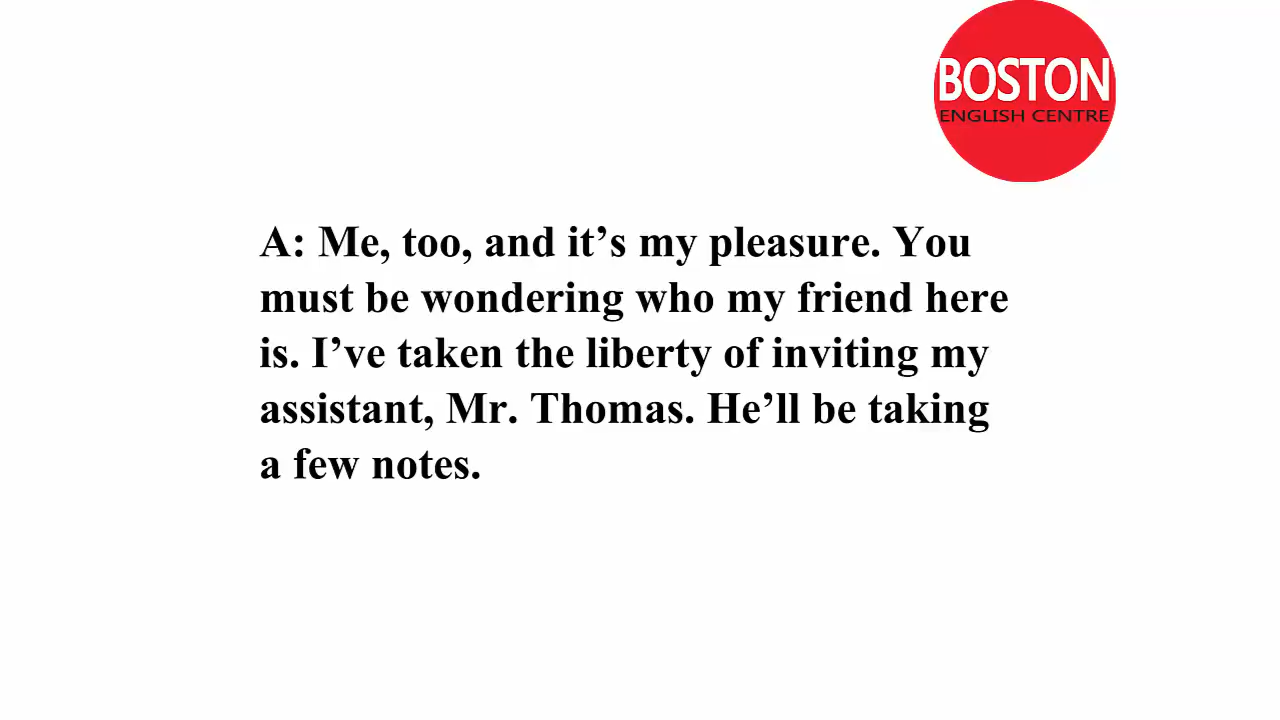 BOSTON
ENGLISH CENTRE
A: Me, too, and it’s my pleasure. You
must be wondering who my friend here
is. I’ve taken the liberty of inviting my
assistant, Mr. Thomas. He’ll be taking
a few notes.